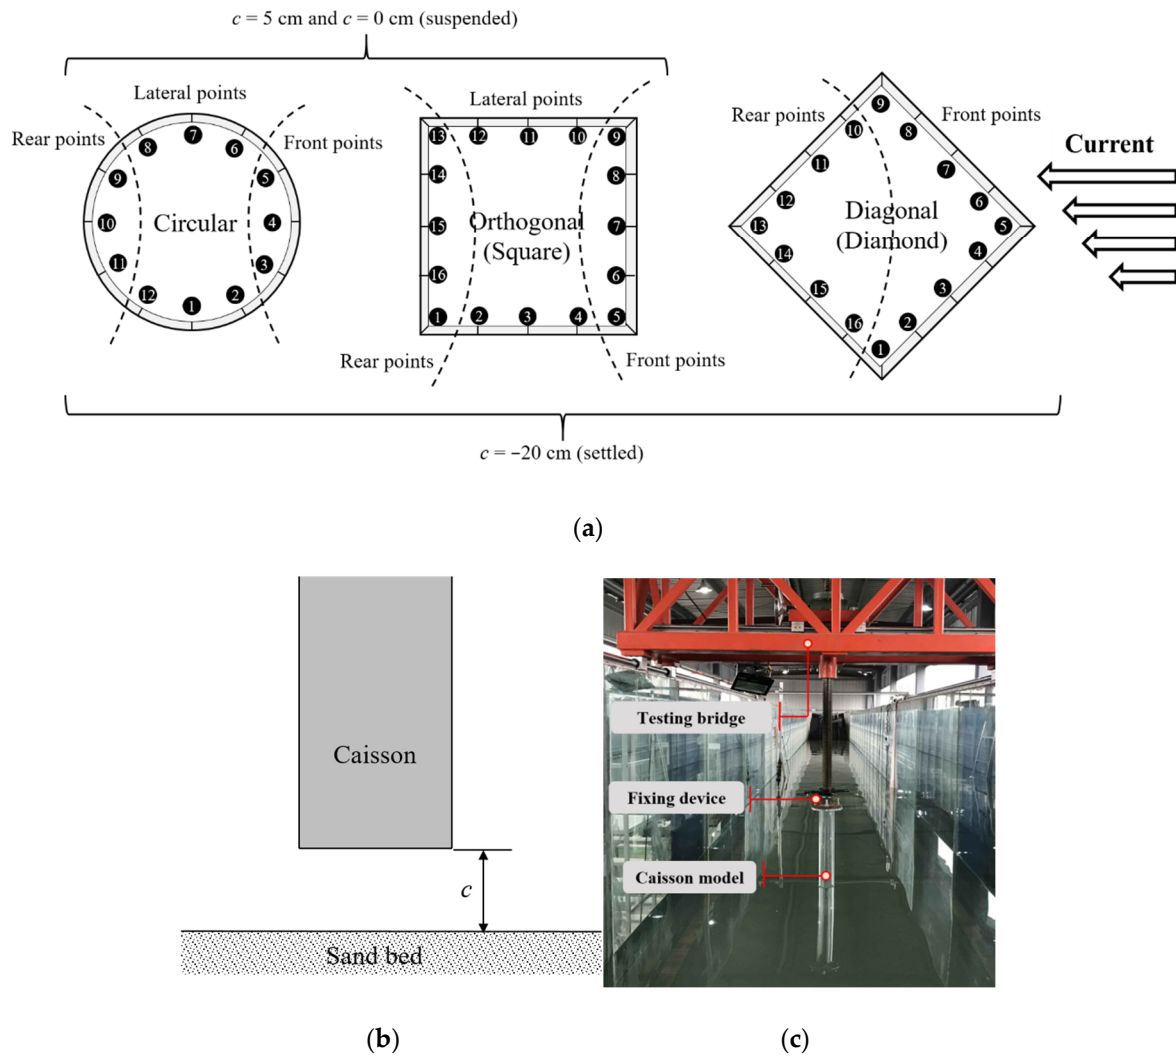 c = 5 cm and c = 0 cm (suspended)
Lateral points
Rear points
Front points
7
8
6
9
5
10
Circular
4
11
3
12
2
1
Lateral points
13
12
11
10
9
14
8
15
Orthogonal
(Square)
7
16
6
1
2
3
4
5
Rear points
Front points
Rear points
Front points
9
10
8
11
7
12
6
13
Diagonal
(Diamond)
5
14
4
15
3
16
2
1
Current
c = −20 cm (settled)
(a)
Caisson
c
Sand bed
Testing bridge
Fixing device
Caisson model
(b)
(c)